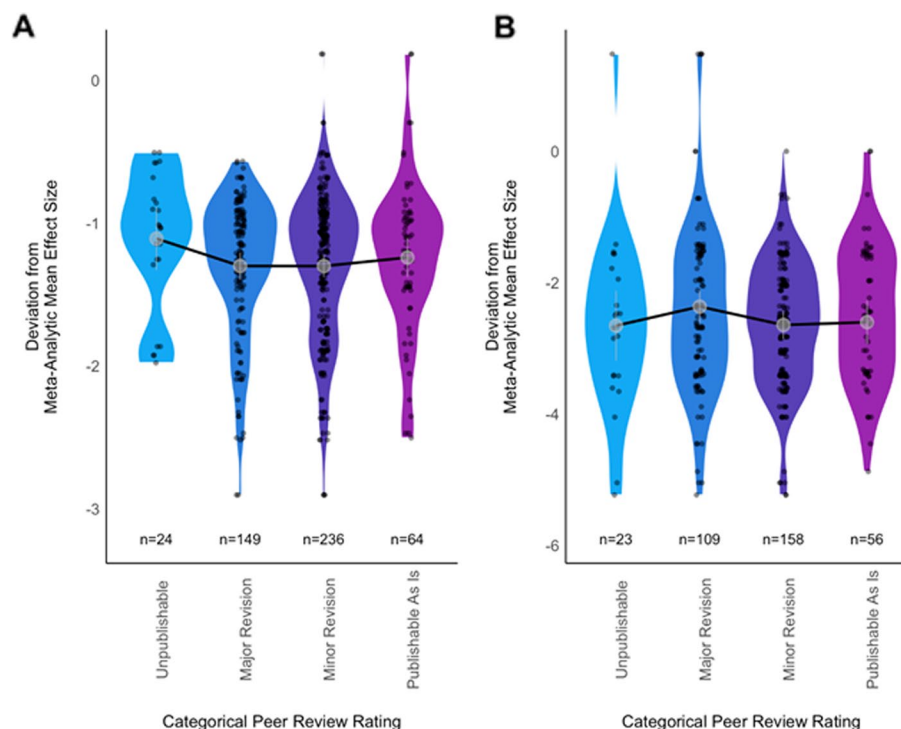 A
Deviation from
Meta-Analytic Mean Effect Size
0
-1
-2
-3
n=24 n=149 n=236 n=64
Unpublishable
Major Revision
Minor Revision
Publishable As Is
Categorical Peer Review Rating
B
Deviation from
Meta-Analytic Mean Effect Size
0
-2
-4
-6
n=23 n=109 n=158 n=56
Unpublishable
Major Revision
Minor Revision
Publishable As Is
Categorical Peer Review Rating